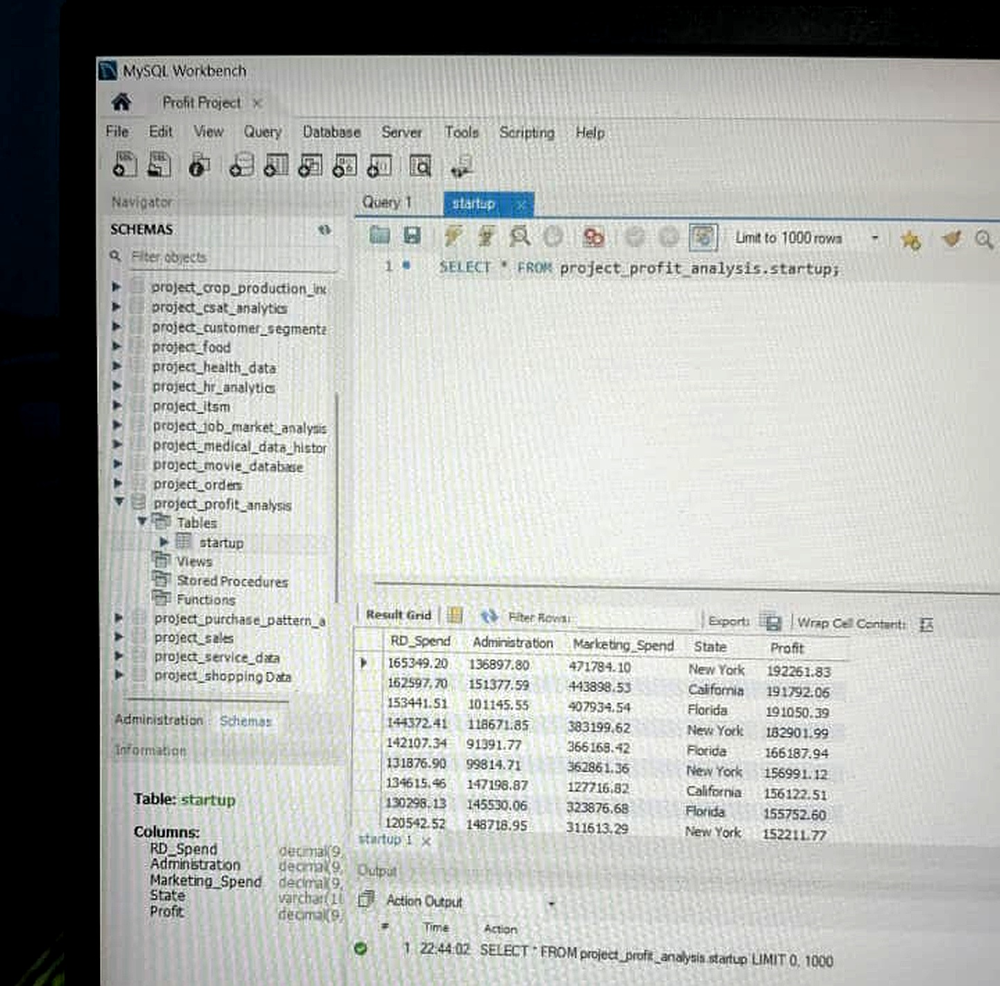 MySQL Workbench
Profit Project
File Edit View Query Database Server Tools Scripting Help
Navigator
SCHEMAS
Filter objects
project_crop_production_in
project_csat_analytics
project_customer_segmenta
project_food
project_health_data
project_hr_analytics
project_itsm
project_job_market_analysis
project_medical_data_histor
project_movie_database
project_orders
project_profit_analysis
Tables
startup
Views
Stored Procedures
Functions
project_purchase_pattern_a
project_sales
project_service_data
project_shopping Data
Administration Schemas
Information
Table: startup
Columns:
RD_Spend decimal(9,
Administration decimal(9,
Marketing_Spend decimal(9,
State varchar(1
Profit decimal(9,
Query 1 startup
Limit to 1000 rows
1 SELECT * FROM project_profit_analysis.startup;
Result Grid Filter Rows: Export: Wrap Cell Content:
RD_Spend Administration Marketing_Spend State Profit
165349.20 136897.80 471784.10 New York 192261.83
162597.70 151377.59 443898.53 California 191792.06
153441.51 101145.55 407934.54 Florida 191050.39
144372.41 118671.85 383199.62 New York 182901.99
142107.34 91391.77 366168.42 Florida 166187.94
131876.90 99814.71 362861.36 New York 156991.12
134615.46 147198.87 127716.82 California 156122.51
130298.13 145530.06 323876.68 Florida 155752.60
120542.52 148718.95 311613.29 New York 152211.77
startup 1
Output
Action Output
# Time Action
1 22:44:02 SELECT * FROM project_profit_analysis.startup LIMIT 0, 1000